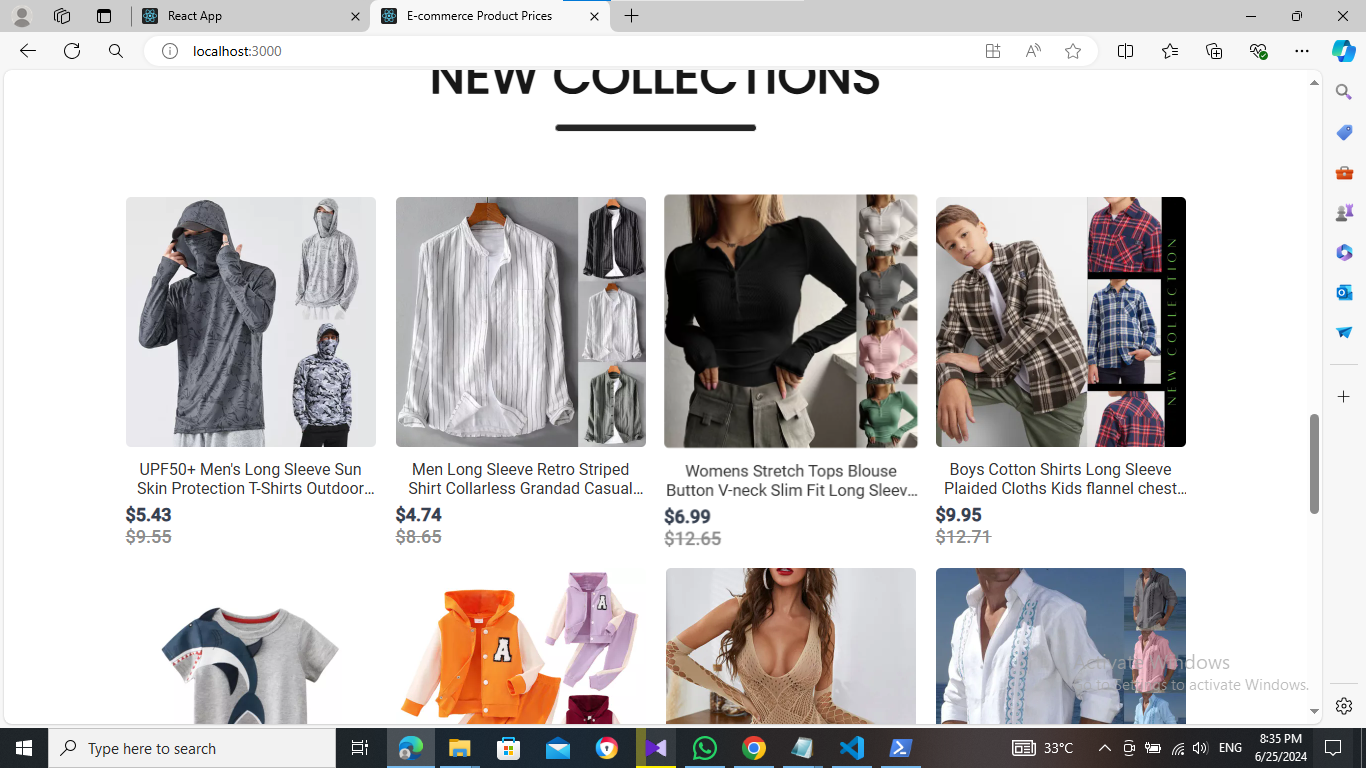 React App
E-commerce Product Prices
localhost:3000
NEW COLLECTIONS
NEW COLLECTION
UPF50+ Men's Long Sleeve Sun
Skin Protection T-Shirts Outdoor...
$5.43
$9.55
Men Long Sleeve Retro Striped
Shirt Collarless Grandad Casual...
$4.74
$8.65
Womens Stretch Tops Blouse
Button V-neck Slim Fit Long Sleev...
$6.99
$12.65
Boys Cotton Shirts Long Sleeve
Plaided Cloths Kids flannel chest...
$9.95
$12.71
A
A
Activate Windows
Go to Settings to activate Windows.
Type here to search
33°C
ENG
8:35 PM
6/25/2024